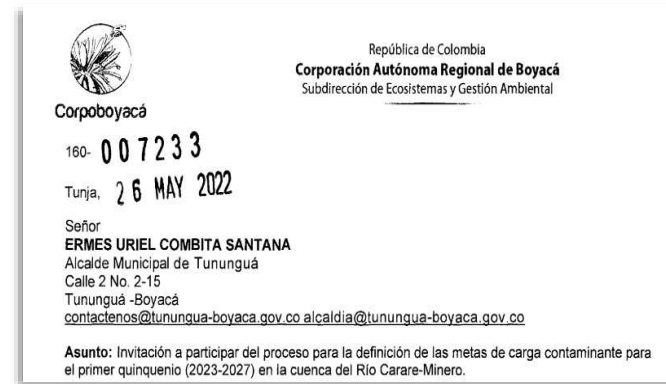 República de Colombia
Corporación Autónoma Regional de Boyacá
Subdirección de Ecosistemas y Gestión Ambiental
Corpoboyacá
160- 007233
Tunja, 26 MAY 2022
Señor
ERMES URIEL COMBITA SANTANA
Alcalde Municipal de Tununguá
Calle 2 No. 2-15
Tununguá -Boyacá
contactenos@tunungua-boyaca.gov.co alcaldia@tunungua-boyaca.gov.co
Asunto: Invitación a participar del proceso para la definición de las metas de carga contaminante para
el primer quinquenio (2023-2027) en la cuenca del Río Carare-Minero.